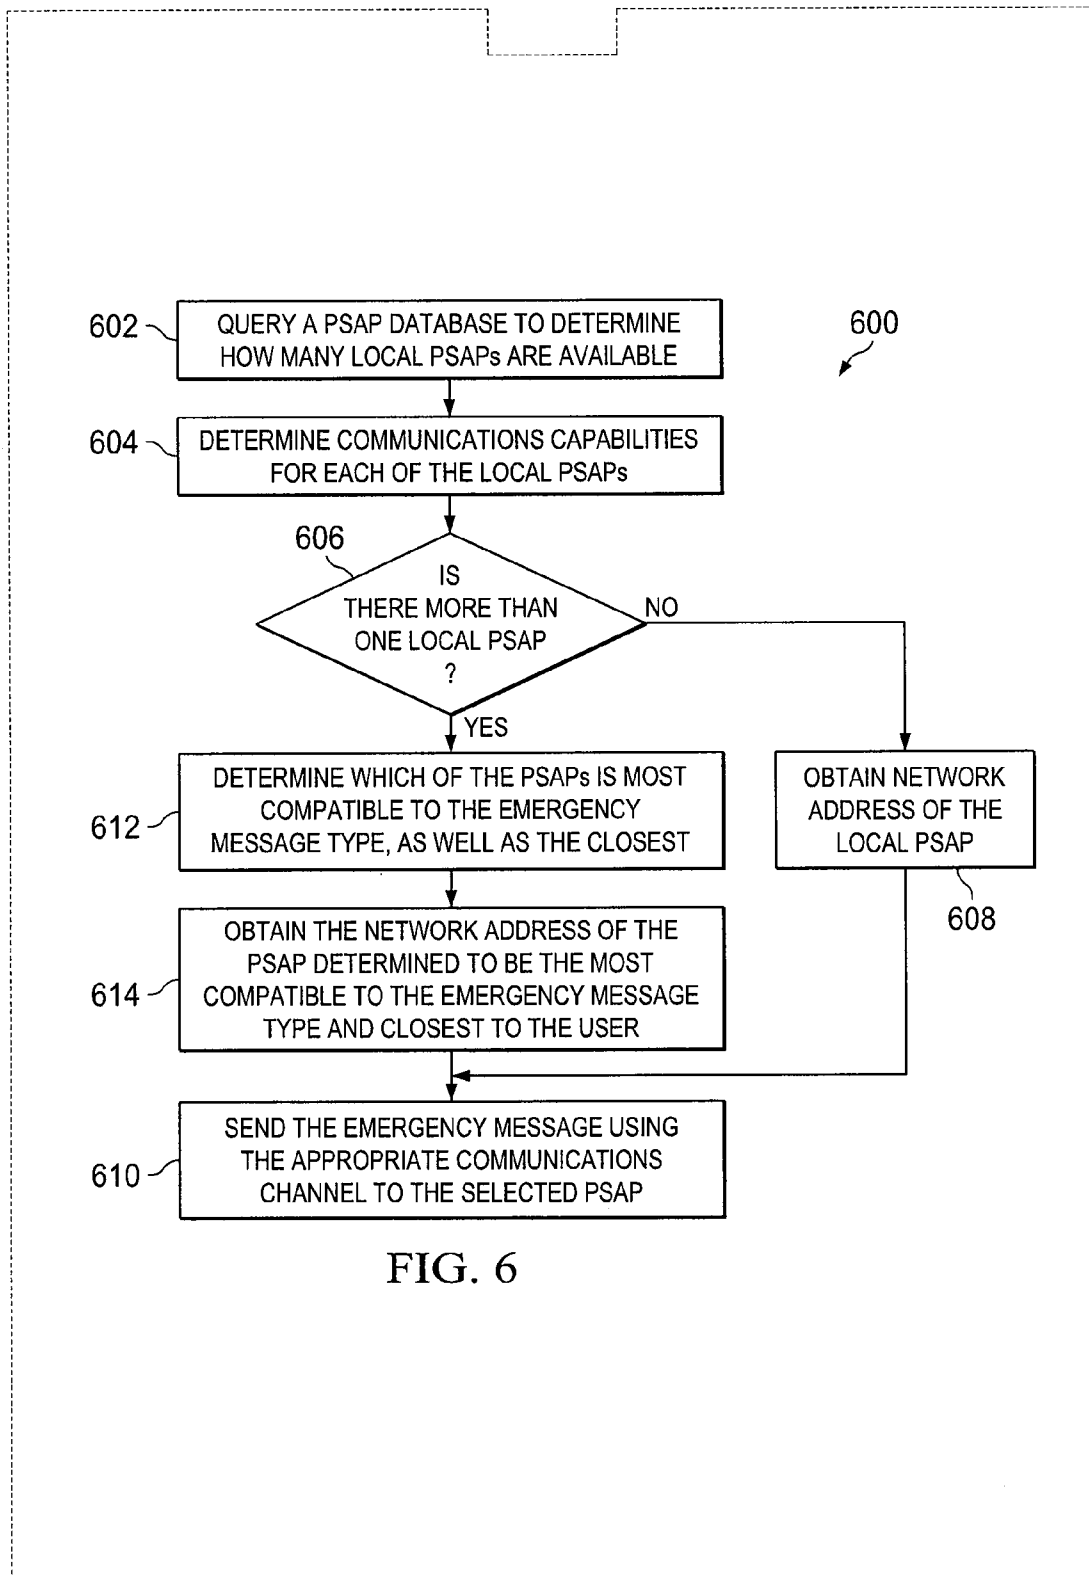 602
QUERY A PSAP DATABASE TO DETERMINE
HOW MANY LOCAL PSAPs ARE AVAILABLE
600
604
DETERMINE COMMUNICATIONS CAPABILITIES
FOR EACH OF THE LOCAL PSAPs
606
IS
THERE MORE THAN
ONE LOCAL PSAP
?
NO
YES
612
DETERMINE WHICH OF THE PSAPs IS MOST
COMPATIBLE TO THE EMERGENCY
MESSAGE TYPE, AS WELL AS THE CLOSEST
OBTAIN NETWORK
ADDRESS OF THE
LOCAL PSAP
608
614
OBTAIN THE NETWORK ADDRESS OF THE
PSAP DETERMINED TO BE THE MOST
COMPATIBLE TO THE EMERGENCY MESSAGE
TYPE AND CLOSEST TO THE USER
610
SEND THE EMERGENCY MESSAGE USING
THE APPROPRIATE COMMUNICATIONS
CHANNEL TO THE SELECTED PSAP
FIG. 6